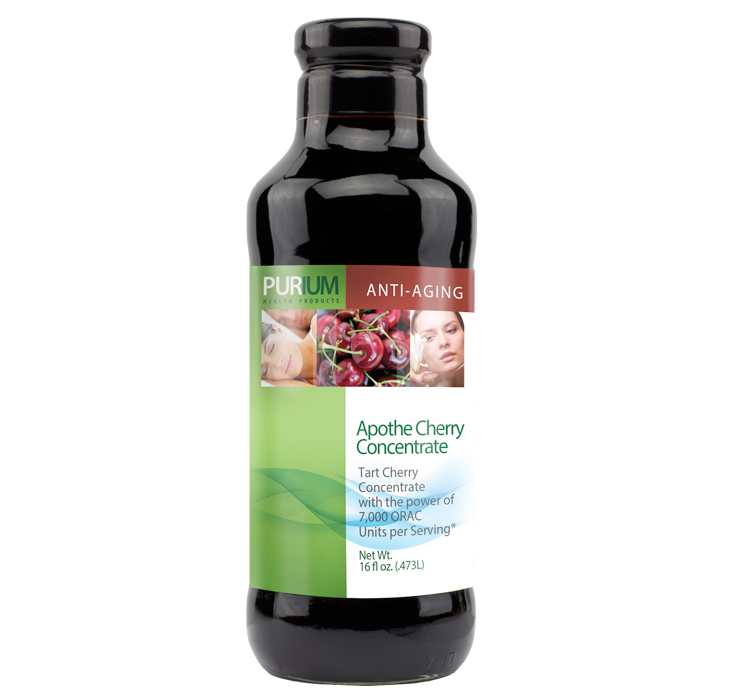 PURIUM
HEALTH PRODUCTS
ANTI-AGING
Apothe Cherry
Concentrate
Tart Cherry
Concentrate
with the power of
7,000 ORAC
Units per Serving*
Net Wt.
16 fl oz. (.473L)